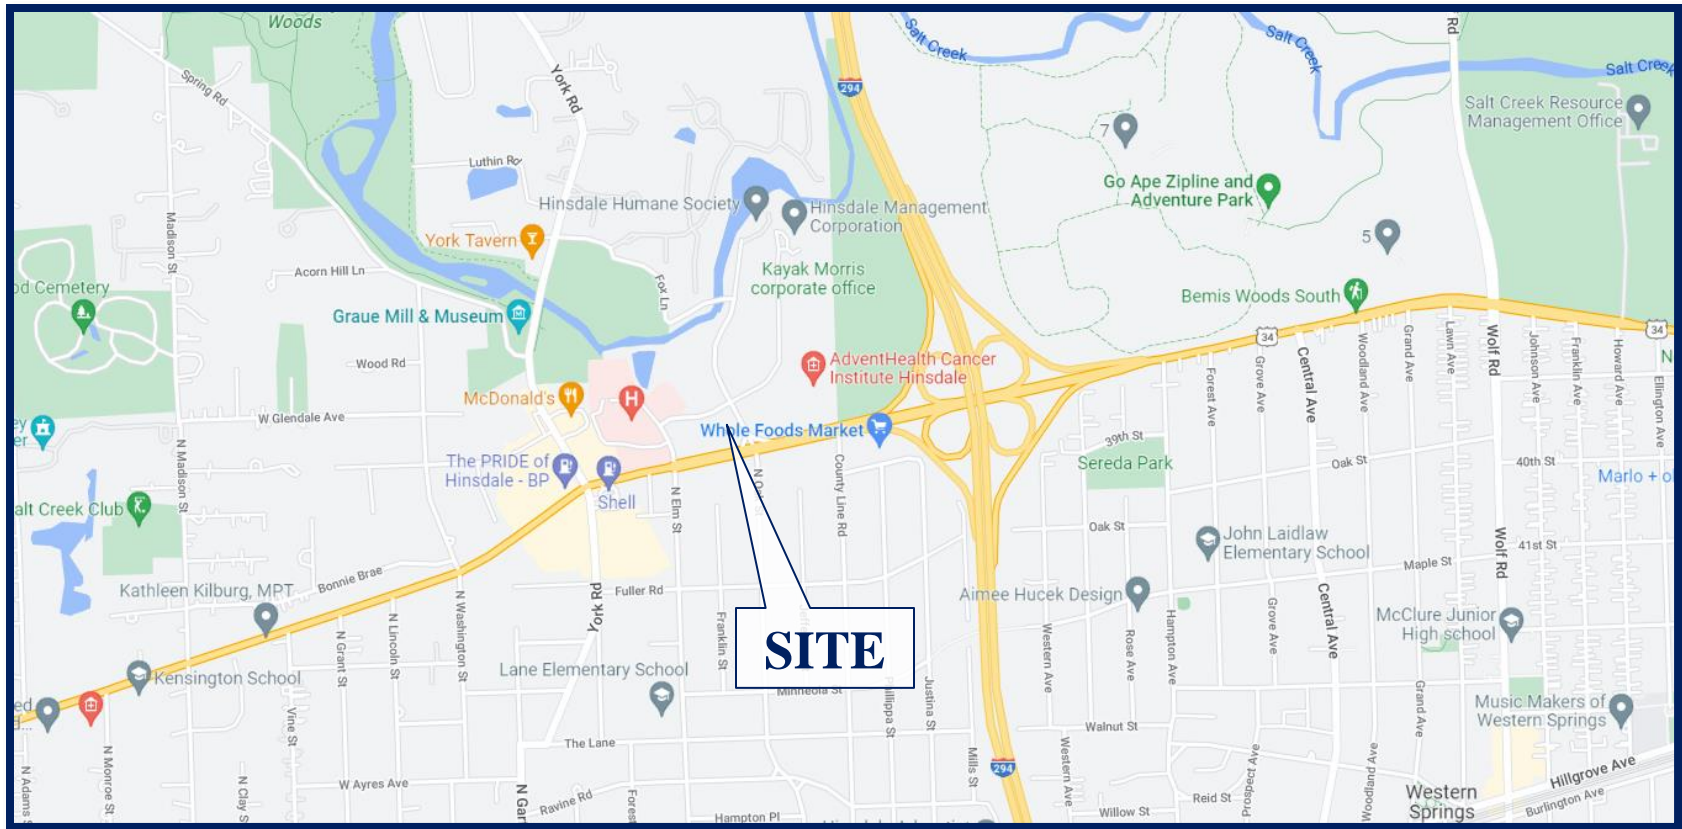 Woods
Salt Creek
Salt Creek
Rd
Salt Creek
Spring Rd
York Rd
294
Salt Creek Resource
Management Office
7
Luthin Rd
Go Ape Zipline and
Adventure Park
Hinsdale Humane Society
Hinsdale Management
Corporation
Madison St
York Tavern
5
Acorn Hill Ln
Kayak Morris
corporate office
Fox Ln
od Cemetery
Bemis Woods South
Graue Mill & Museum
34
34
Wood Rd
AdventHealth Cancer
Institute Hinsdale
Forest Ave
Grove Ave
Central Ave
Woodland Ave
Grand Ave
Lawn Ave
Wolf Rd
Johnson Ave
Franklin Ave
Howard Ave
Ellington Ave
N
McDonald's
H
W Glendale Ave
Whole Foods Market
ey
er
39th St
N Madison St
The PRIDE of
Hinsdale - BP
Shell
N Elm St
County Line Rd
Sereda Park
Oak St
40th St
Marlo + ol
alt Creek Club
Oak St
John Laidlaw
Elementary School
Wolf Rd
41st St
Maple St
Bonnie Brae
Kathleen Kilburg, MPT
Fuller Rd
York Rd
Aimee Hucek Design
McClure Junior
High school
N Grant St
N Lincoln St
N Washington St
Franklin St
SITE
Western Ave
Rose Ave
Hampton Ave
Grove Ave
Central Ave
Kensington School
Lane Elementary School
Minneola St
Phillippa St
Justina St
Grand Ave
Music Makers of
Western Springs
ed
Vine St
The Lane
Walnut St
N Adams S
N Monroe St
N Clay S
W Ayres Ave
N Gar
Ravine Rd
Forest
Hampton Pl
Mills St
294
Western Ave
Willow St
Reid St
Prospect Ave
Woodland Ave
Western
Springs
Hillgrove Ave
Burlington Ave